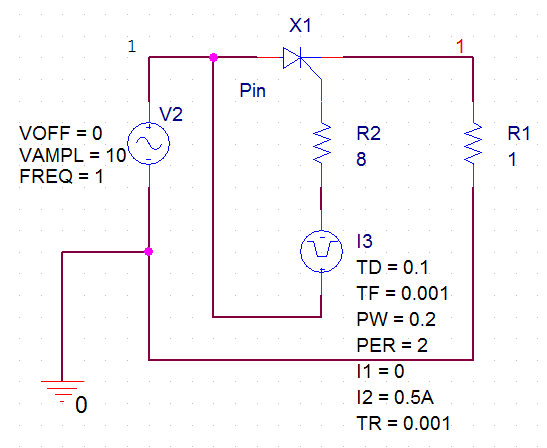 X1
1
1
Pin
V2
VOFF = 0
VAMPL = 10
FREQ = 1
R2
8
R1
1
I3
TD = 0.1
TF = 0.001
PW = 0.2
PER = 2
I1 = 0
I2 = 0.5A
TR = 0.001
0